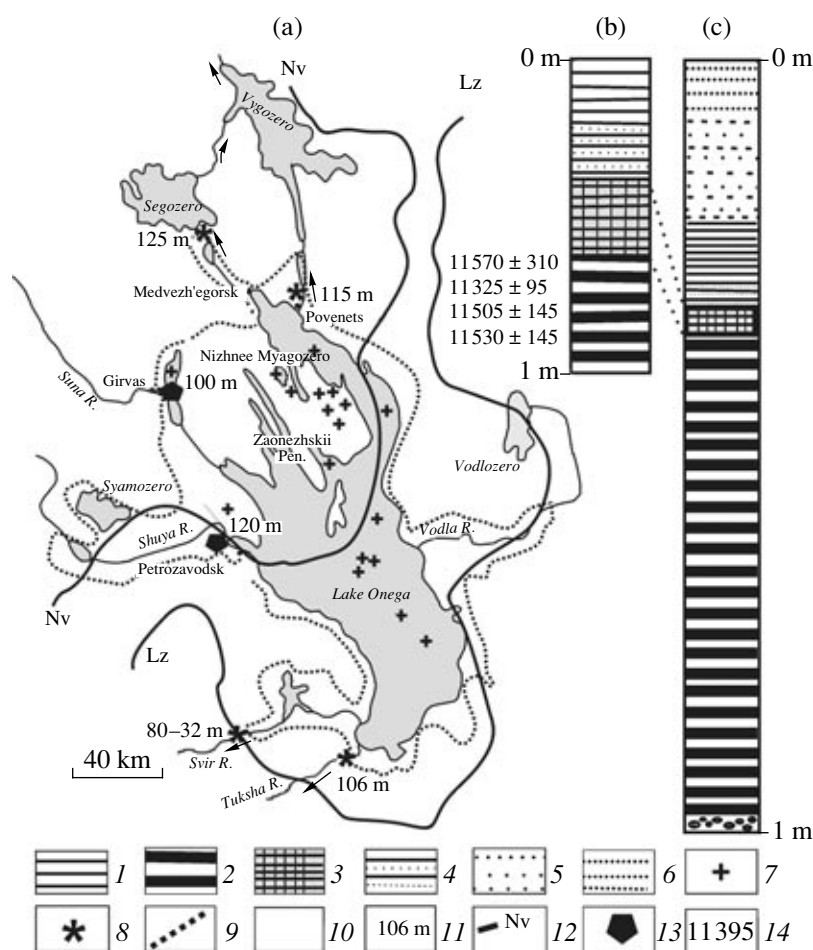 (a) (b) (c)
Nv
Lz
0 m
0 m
Vygozero
Segozero
125 m
Medvezh'egorsk
115 m
Povenets
11570 ± 310
11325 ± 95
11505 ± 145
11530 ± 145
1 m
Nizhnee Myagozero
Girvas
100 m
Suna R.
Zaonezhskii
Pen.
Vodlozero
Syamozero
Shuya R.
120 m
Vodla R.
Petrozavodsk
Lake Onega
Nv
Lz
80–32 m
Svir R.
40 km
Tuksha R.
106 m
1 m
1 2 3 4 5 6 7
8 9 10 106 m 11 Nv 12 13 11395 14